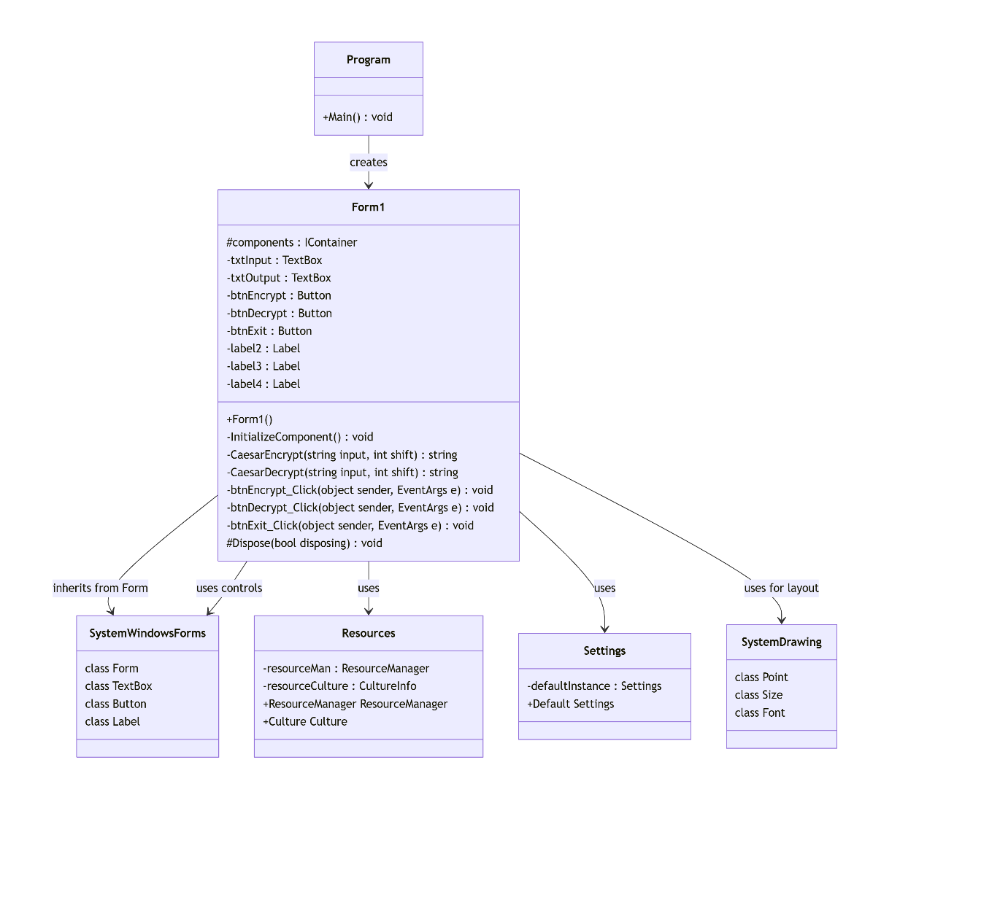 Program
+Main() : void
creates
Form1
#components : IContainer
-txtInput : TextBox
-txtOutput : TextBox
-btnEncrypt : Button
-btnDecrypt : Button
-btnExit : Button
-label2 : Label
-label3 : Label
-label4 : Label
+Form1()
-InitializeComponent() : void
-CaesarEncrypt(string input, int shift) : string
-CaesarDecrypt(string input, int shift) : string
-btnEncrypt_Click(object sender, EventArgs e) : void
-btnDecrypt_Click(object sender, EventArgs e) : void
-btnExit_Click(object sender, EventArgs e) : void
#Dispose(bool disposing) : void
inherits from Form
uses controls
uses
uses
uses for layout
SystemWindowsForms
class Form
class TextBox
class Button
class Label
Resources
-resourceMan : ResourceManager
-resourceCulture : CultureInfo
+ResourceManager ResourceManager
+Culture Culture
Settings
-defaultInstance : Settings
+Default Settings
SystemDrawing
class Point
class Size
class Font